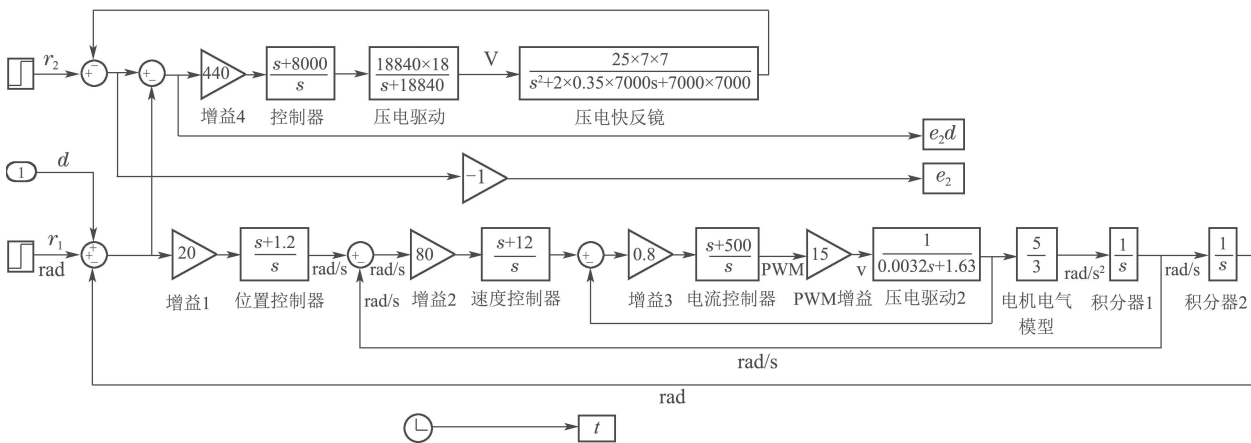 r₂
+
−
−
+
−
440
增益4
s+8000
s
控制器
18840×18
s+18840
压电驱动
V
25×7×7
s²+2×0.35×7000s+7000×7000
压电快反镜
e₂d
1
d
−1
e₂
r₁
rad
+
+
−
20
增益1
s+1.2
s
位置控制器
rad/s
+
−
rad/s
rad/s
80
增益2
s+12
s
速度控制器
+
−
0.8
增益3
s+500
s
电流控制器
PWM
15
PWM增益
v
1
0.0032s+1.63
压电驱动2
5
3
电机电气
模型
rad/s²
1
s
积分器1
rad/s
1
s
积分器2
rad/s
rad
t